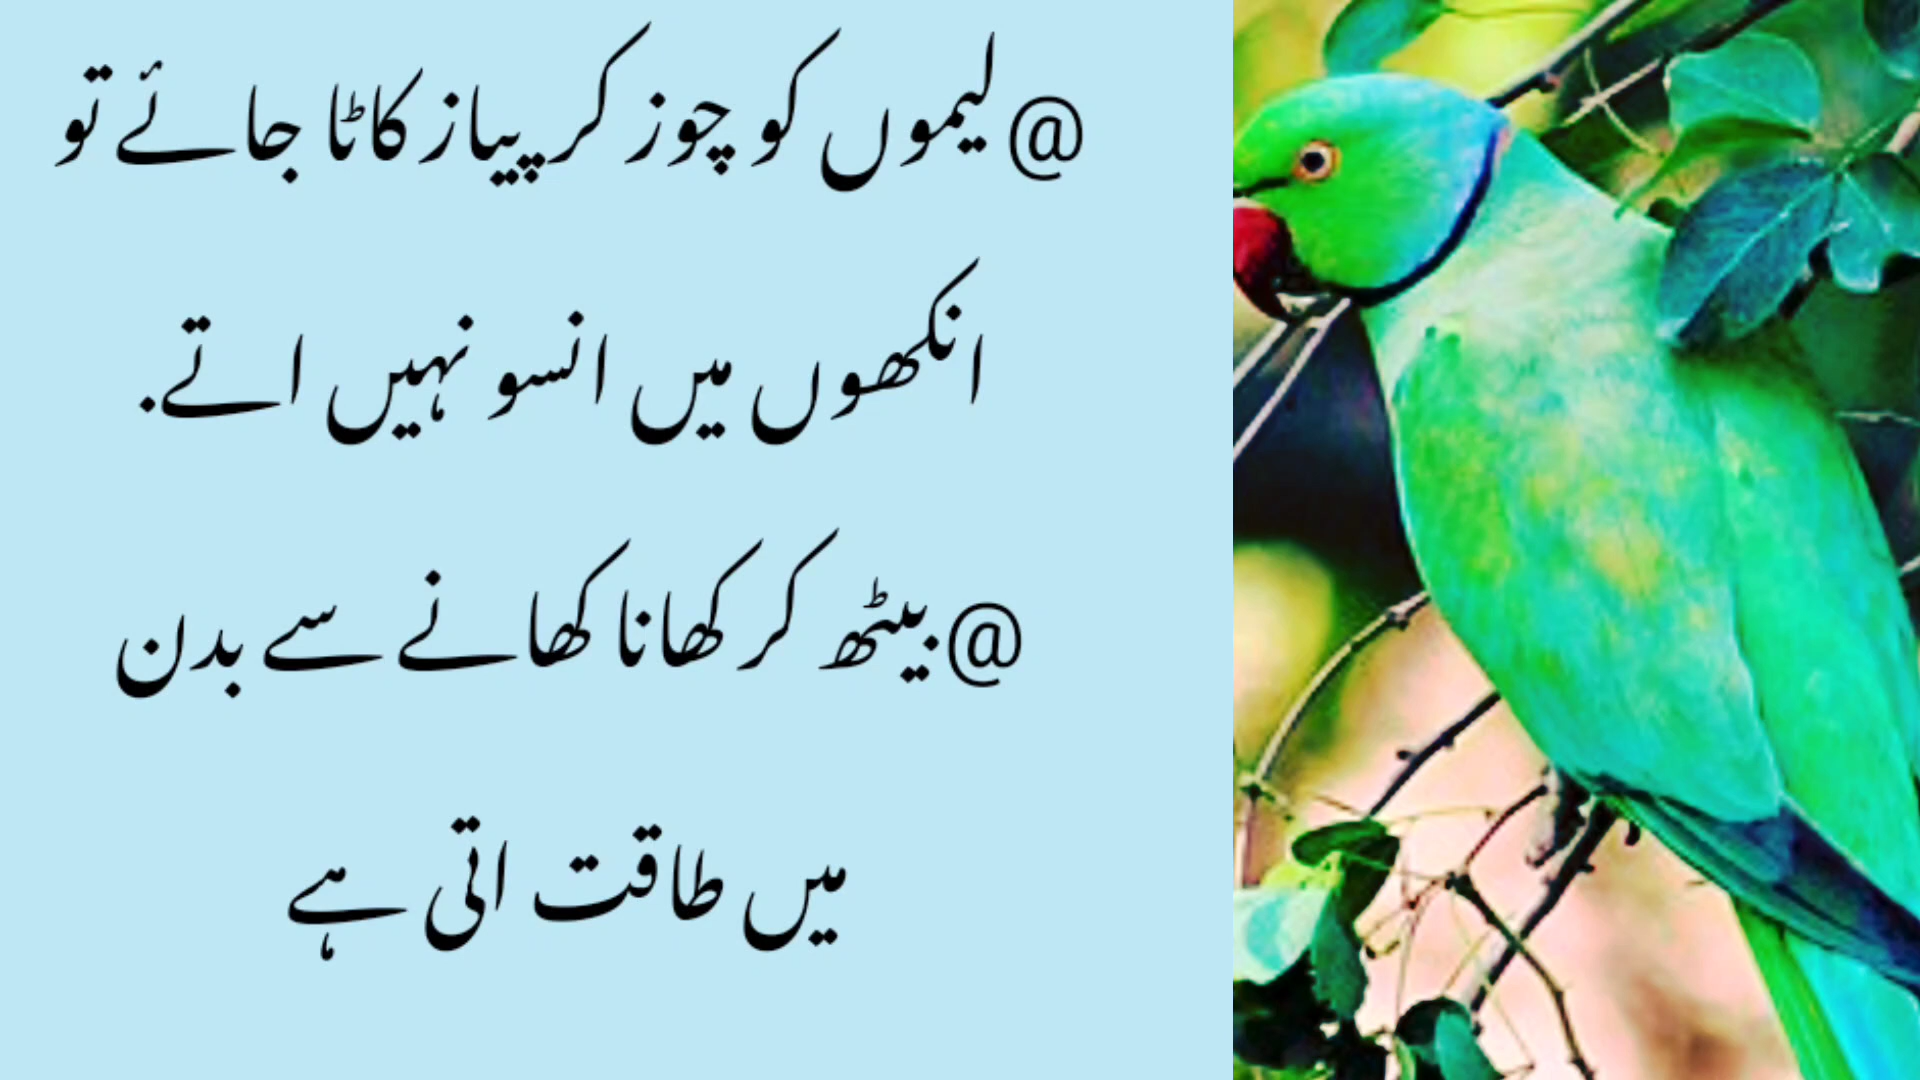 @لیموں کو چوز کر پیاز کاٹا جائے تو
انکھوں میں انسو نہیں اتے.
@.بیٹھ کر کھانا کھانے سے بدن
میں طاقت اتی ہے